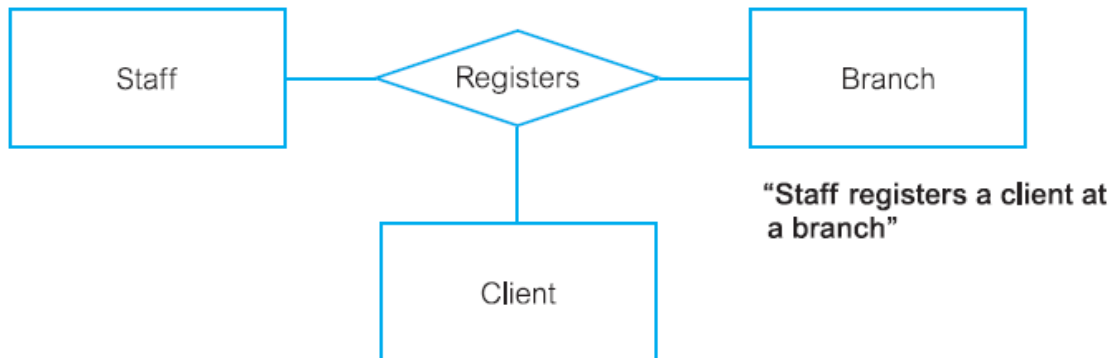 Staff
Registers
Branch
“Staff registers a client at
a branch”
Client